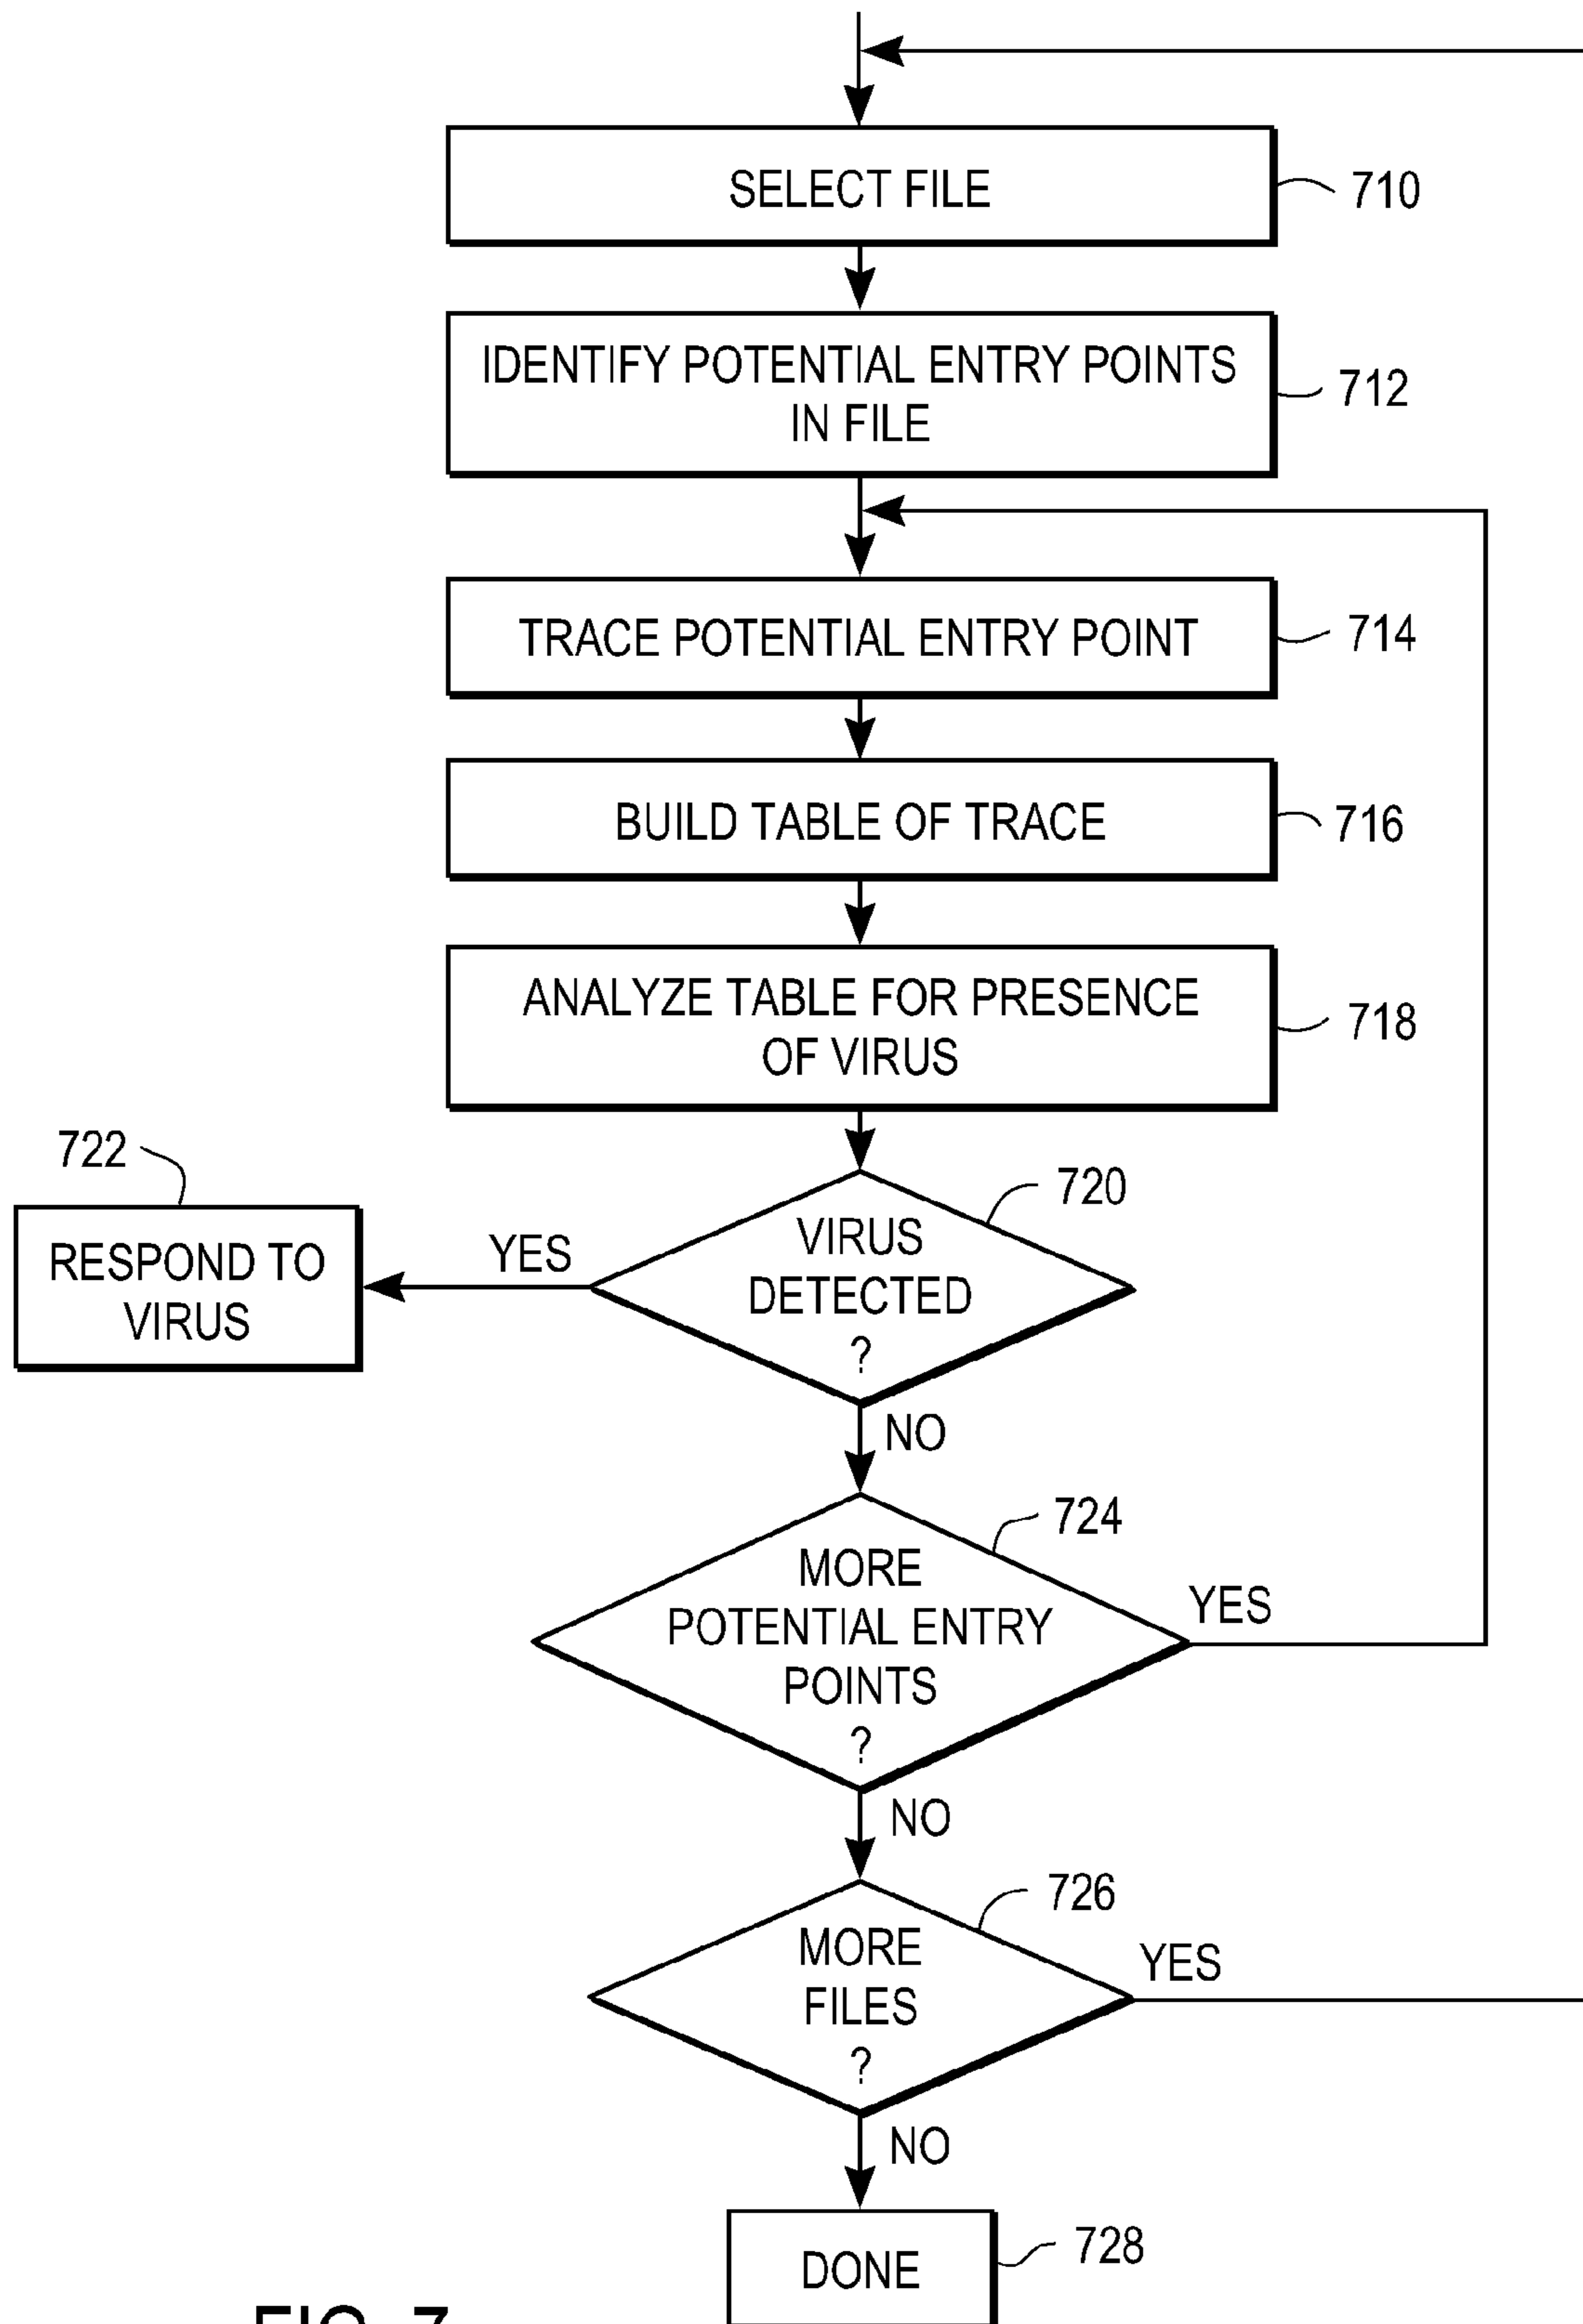 SELECT FILE
710
IDENTIFY POTENTIAL ENTRY POINTS
IN FILE
712
TRACE POTENTIAL ENTRY POINT
714
BUILD TABLE OF TRACE
716
ANALYZE TABLE FOR PRESENCE
OF VIRUS
718
722
RESPOND TO
VIRUS
YES
720
VIRUS
DETECTED
?
NO
724
MORE
POTENTIAL ENTRY
POINTS
?
YES
NO
726
MORE
FILES
?
YES
NO
DONE
728
FIG. 7